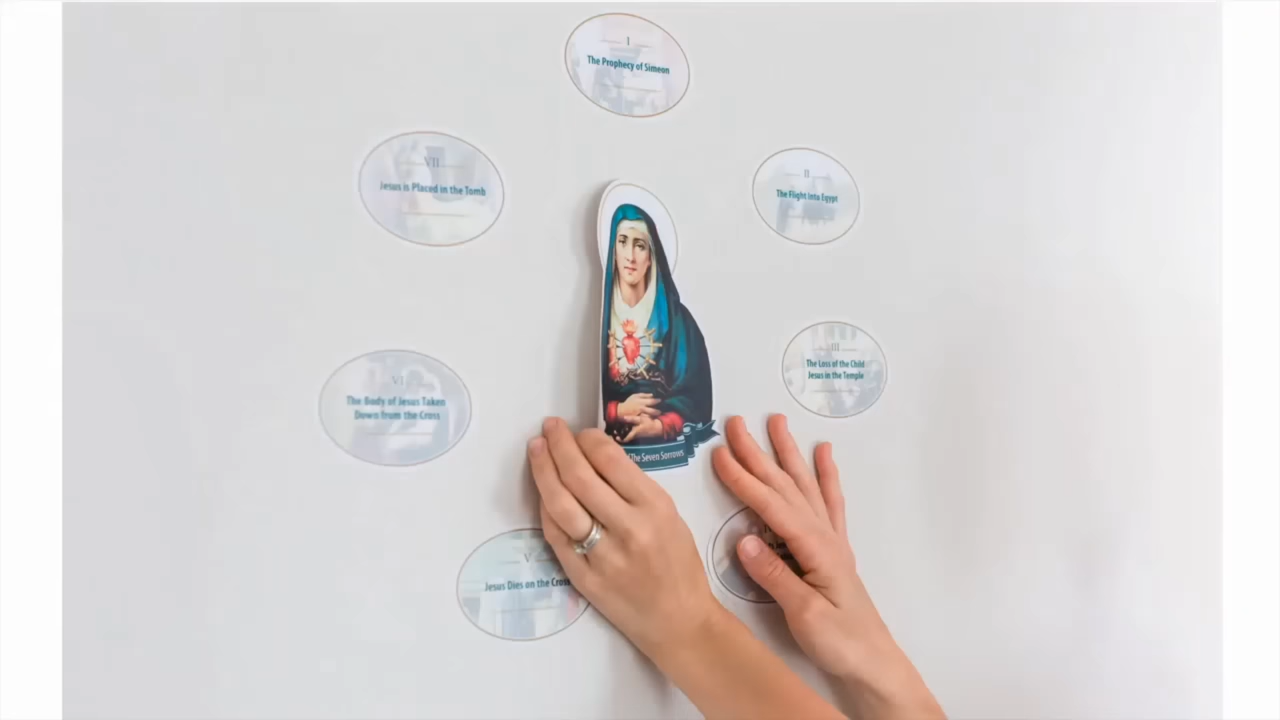 I
The Prophecy of Simeon
II
The Flight Into Egypt
III
The Loss of the Child
Jesus in the Temple
V
Jesus Dies on the Cross
VI
The Body of Jesus Taken
Down from the Cross
VII
Jesus is Placed in the Tomb
The Seven Sorrows